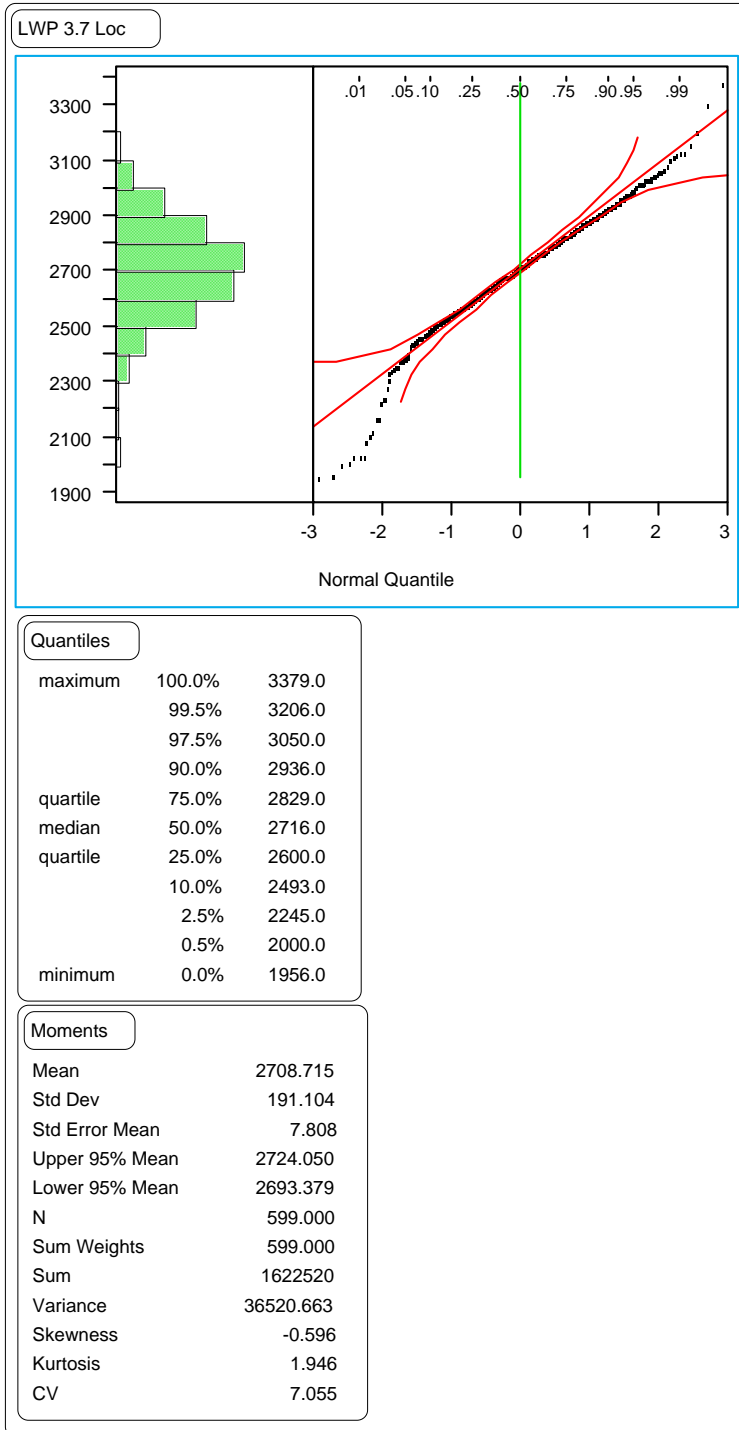 LWP 3.7 Loc
.01 .05 .10 .25 .50 .75 .90 .95 .99
3300
3100
2900
2700
2500
2300
2100
1900
-3 -2 -1 0 1 2 3
Normal Quantile
Quantiles
maximum 100.0% 3379.0
99.5% 3206.0
97.5% 3050.0
90.0% 2936.0
quartile 75.0% 2829.0
median 50.0% 2716.0
quartile 25.0% 2600.0
10.0% 2493.0
2.5% 2245.0
0.5% 2000.0
minimum 0.0% 1956.0
Moments
Mean 2708.715
Std Dev 191.104
Std Error Mean 7.808
Upper 95% Mean 2724.050
Lower 95% Mean 2693.379
N 599.000
Sum Weights 599.000
Sum 1622520
Variance 36520.663
Skewness -0.596
Kurtosis 1.946
CV 7.055